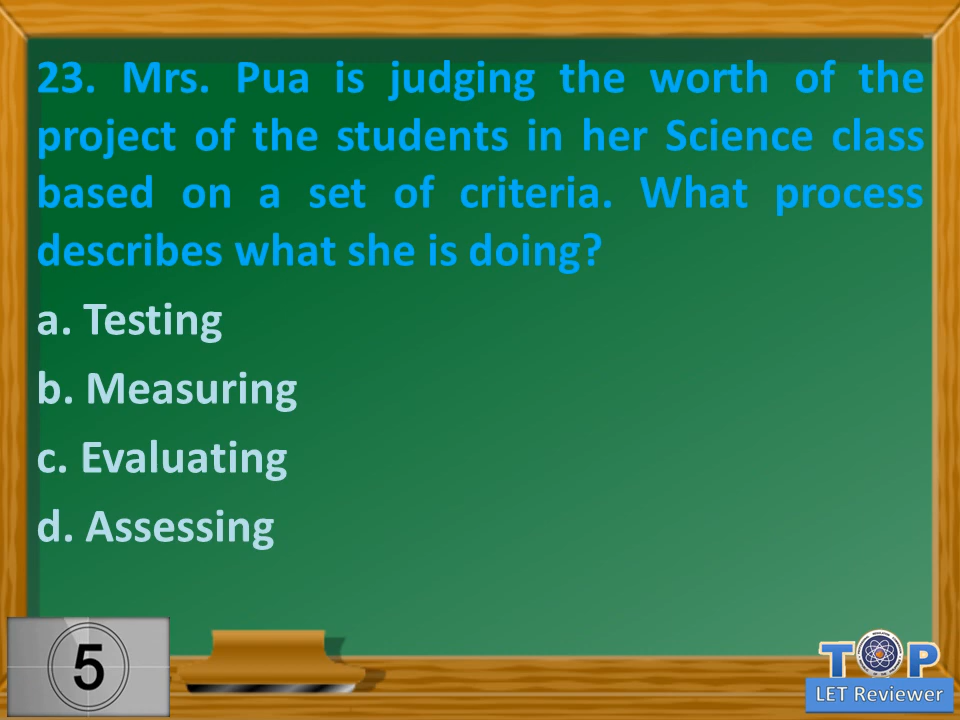 23. Mrs. Pua is judging the worth of the
project of the students in her Science class
based on a set of criteria. What process
describes what she is doing?
a. Testing
b. Measuring
c. Evaluating
d. Assessing
5
TOP
LET Reviewer